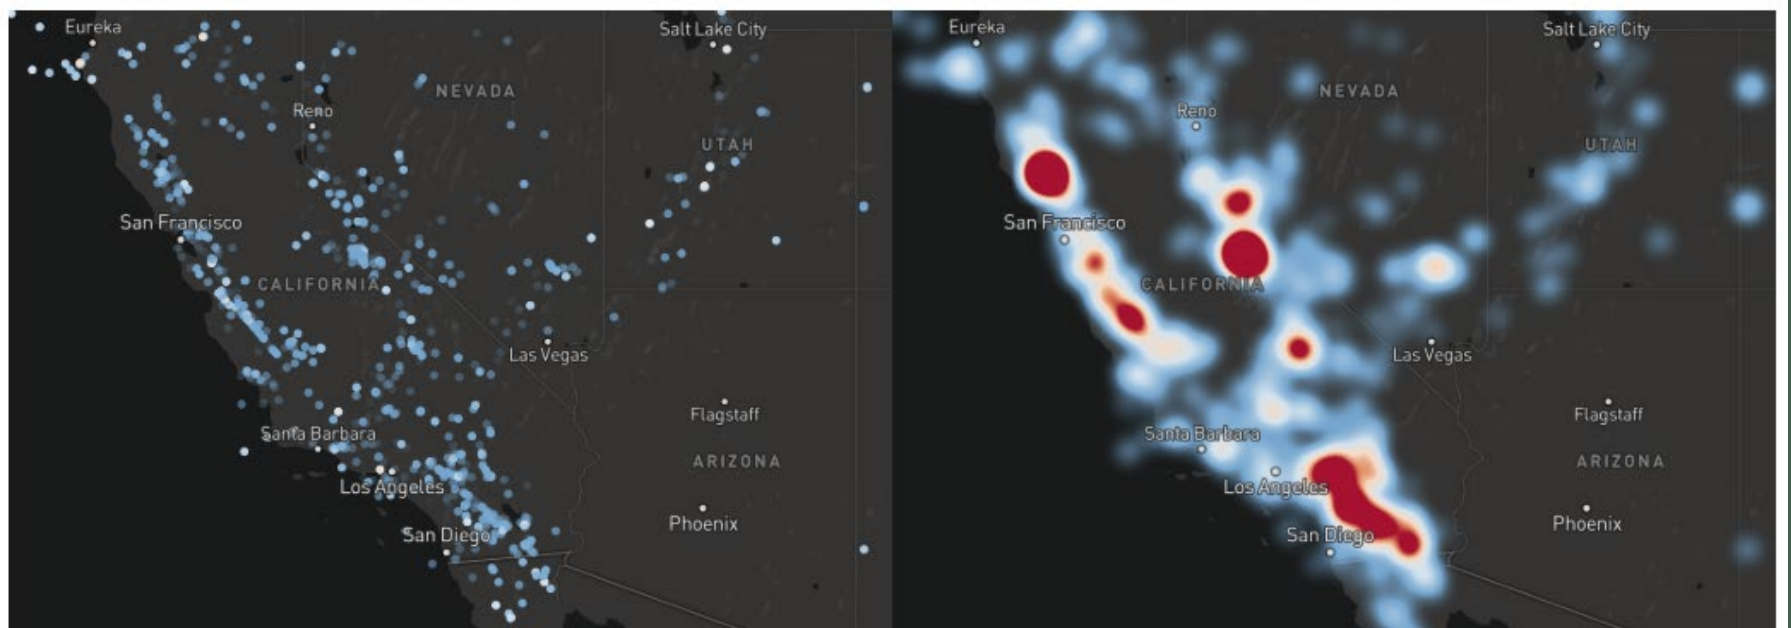 Eureka
Salt Lake City
NEVADA
Reno
UTAH
San Francisco
CALIFORNIA
Las Vegas
Flagstaff
Santa Barbara
ARIZONA
Los Angeles
Phoenix
San Diego
Eureka
Salt Lake City
NEVADA
Reno
UTAH
San Francisco
CALIFORNIA
Las Vegas
Flagstaff
Santa Barbara
ARIZONA
Los Angeles
Phoenix
San Diego